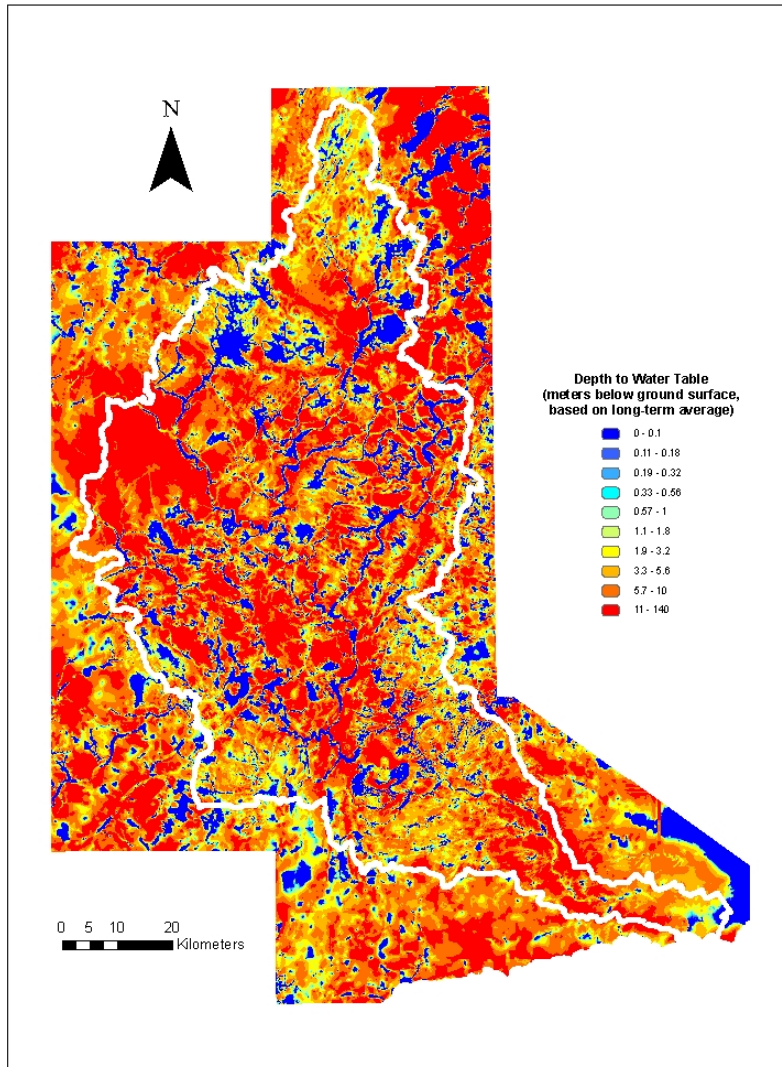 N
Depth to Water Table
(meters below ground surface,
based on long-term average)
0 - 0.1
0.11 - 0.18
0.19 - 0.32
0.33 - 0.56
0.57 - 1
1.1 - 1.8
1.9 - 3.2
3.3 - 5.6
5.7 - 10
11 - 140
0 5 10 20
Kilometers